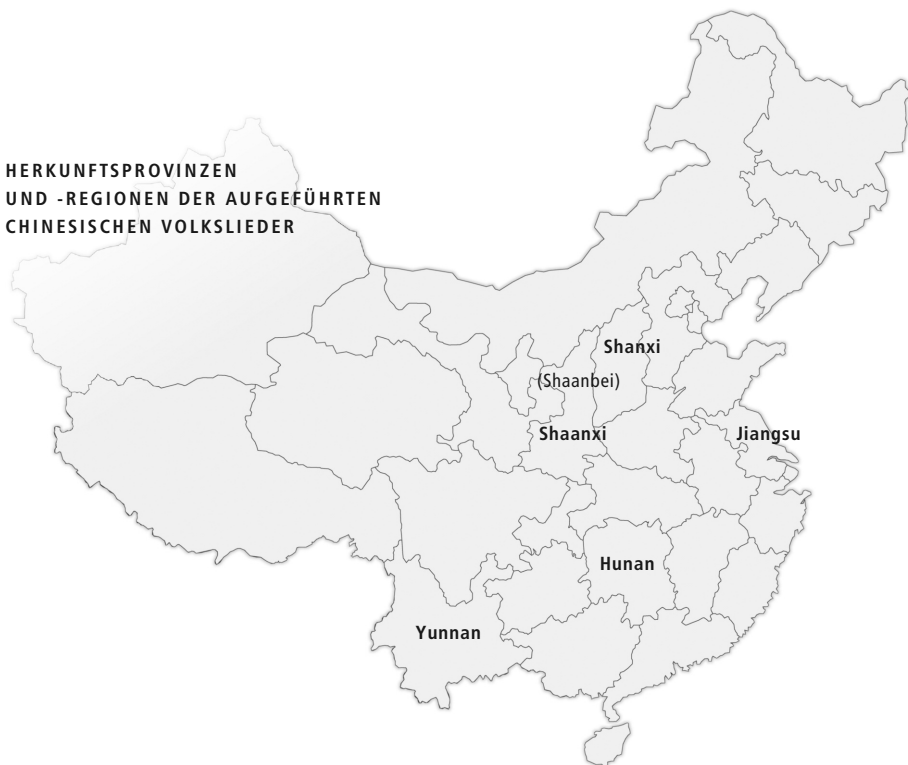 HERKUNFTSPROVINZEN
UND -REGIONEN DER AUFGEFÜHRTEN
CHINESISCHEN VOLKSLIEDER
Shanxi
(Shaanbei)
Shaanxi
Jiangsu
Hunan
Yunnan